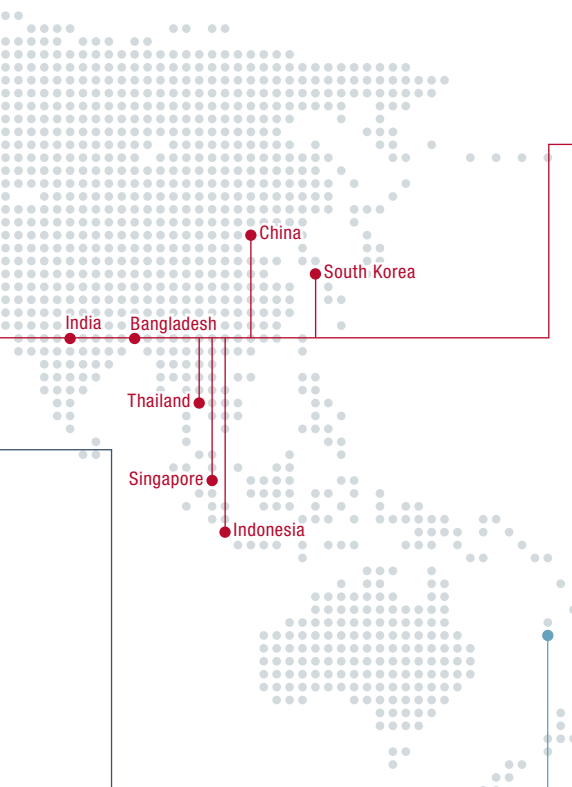 China
South Korea
India
Bangladesh
Thailand
Singapore
Indonesia